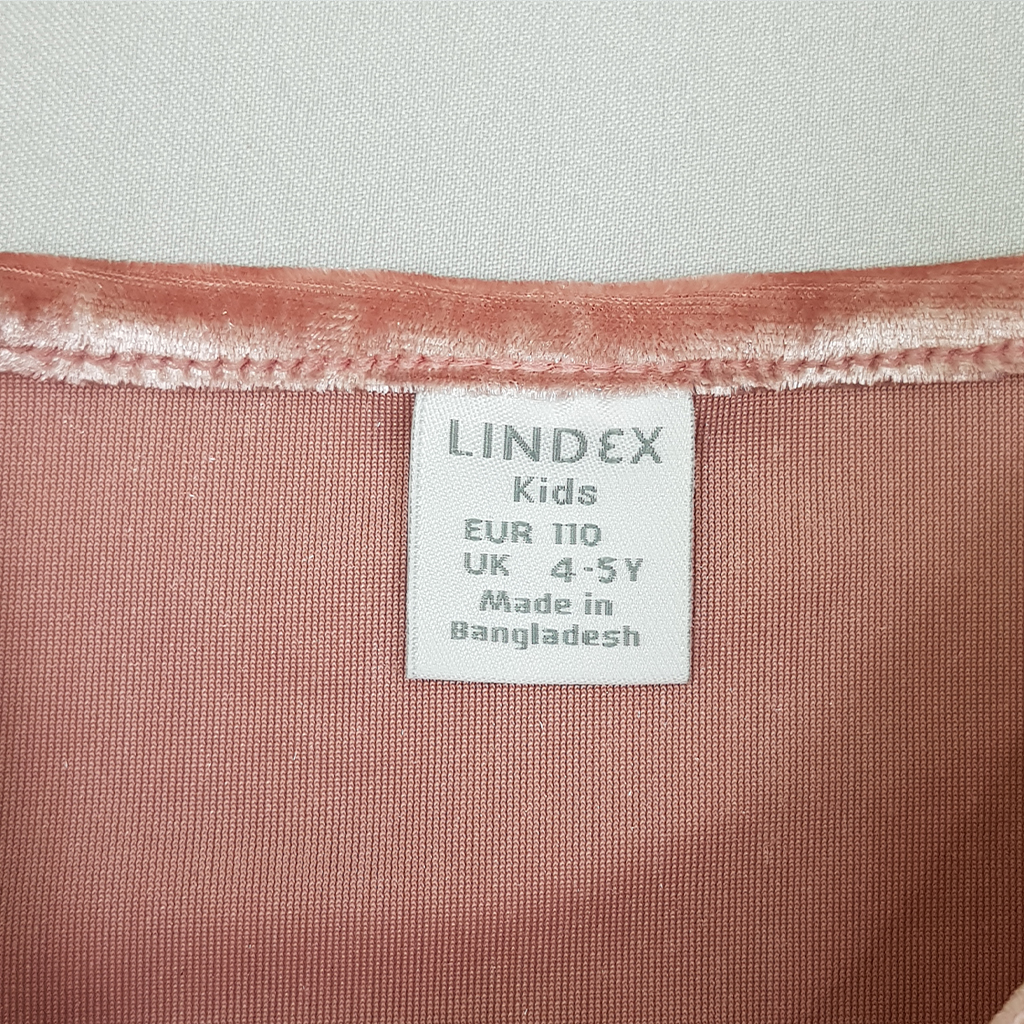 LINDEX
Kids
EUR 110
UK 4-5Y
Made in
Bangladesh